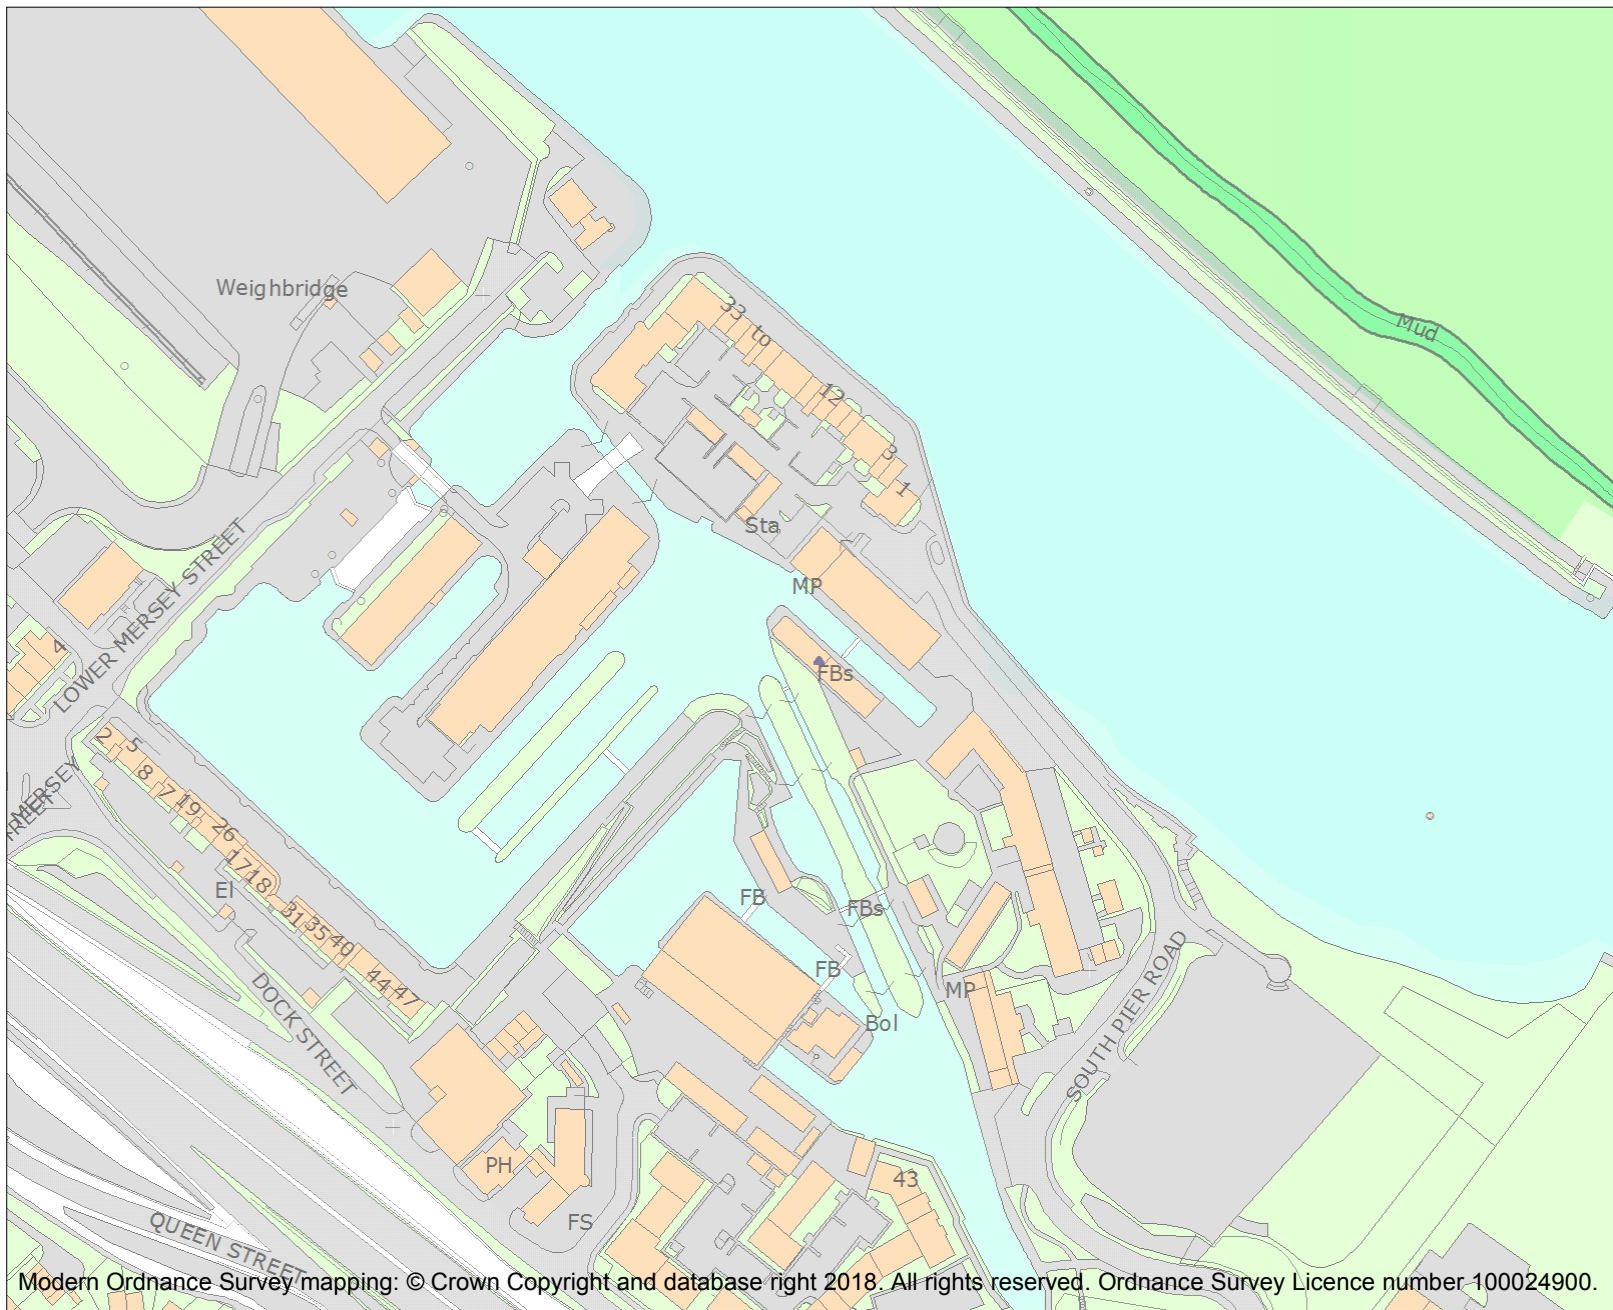 Weighbridge
33 to
12
3
1
Mud
Sta
MP
FBs
4
LOWER MERSEY STREET
2
5
8
7
19
26
17
18
31
35
40
44
47
MERSEY
STREET
El
DOCK STREET
FB
FBs
FB
MP
Bol
SOUTH PIER ROAD
PH
FS
43
QUEEN STREET
Modern Ordnance Survey mapping: © Crown Copyright and database right 2018. All rights reserved. Ordnance Survey Licence number 100024900.